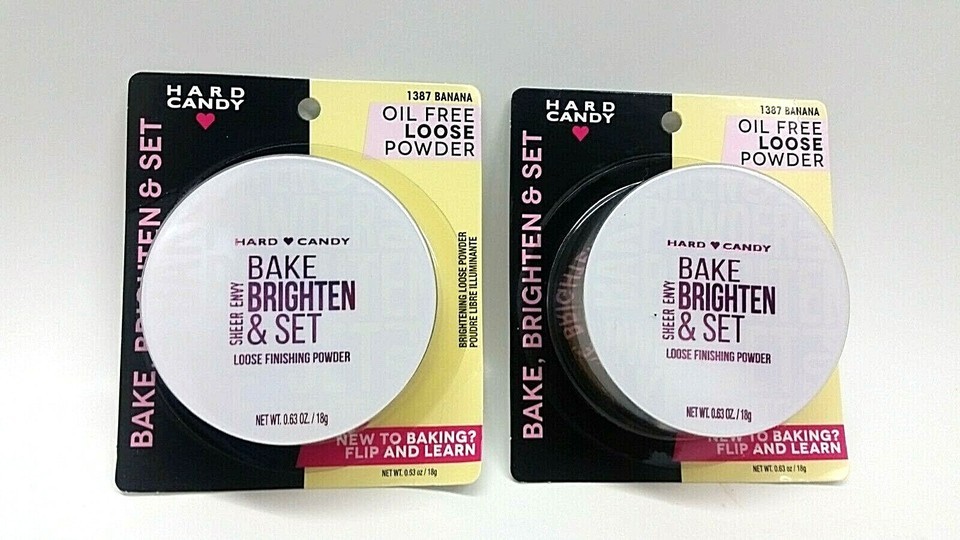 HARD
CANDY
1387 BANANA
OIL FREE
LOOSE
POWDER
BAKE, BRIGHTEN & SET
HARD CANDY
BAKE
BRIGHTEN
& SET
SHEER ENVY
LOOSE FINISHING POWDER
NET WT. 0.63 OZ. / 18g
BRIGHTENING LOOSE POWDER
POUDRE LIBRE ILLUMINANTE
NEW TO BAKING?
FLIP AND LEARN
NET WT. 0.63 oz / 18g
HARD
CANDY
1387 BANANA
OIL FREE
LOOSE
POWDER
BAKE, BRIGHTEN & SET
HARD CANDY
BAKE
BRIGHTEN
& SET
SHEER ENVY
LOOSE FINISHING POWDER
NET WT. 0.63 OZ. / 18g
NEW TO BAKING?
FLIP AND LEARN
NET WT. 0.63 oz / 18g